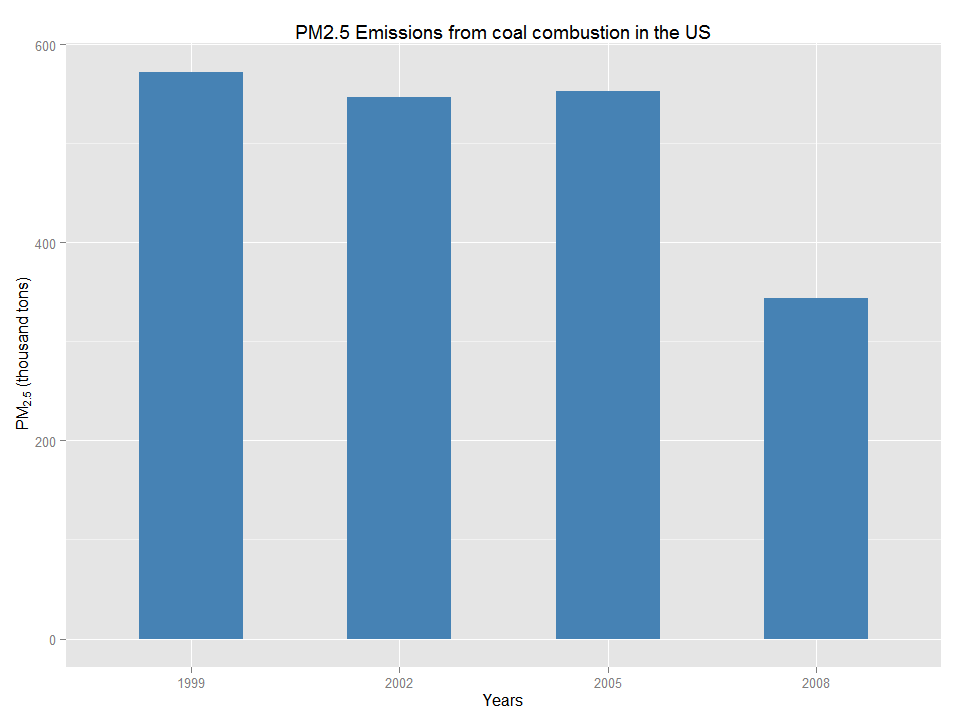 PM2.5 Emissions from coal combustion in the US
600
400
200
0
PM2.5 (thousand tons)
1999 2002 2005 2008
Years